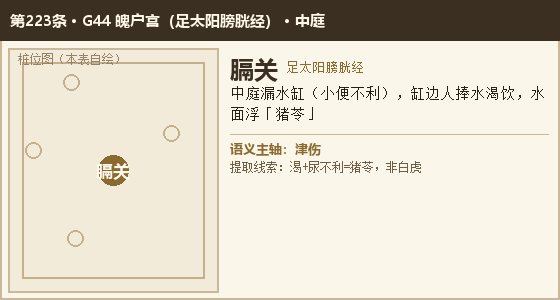 第223条・G44 魄户宫（足太阳膀胱经）・中庭
桩位图（本表自绘）
膈关
膈关 足太阳膀胱经
中庭漏水缸（小便不利），缸边人捧水渴饮，水
面浮「猪苓」
语义主轴：津伤
提取线索：渴+尿不利=猪苓，非白虎